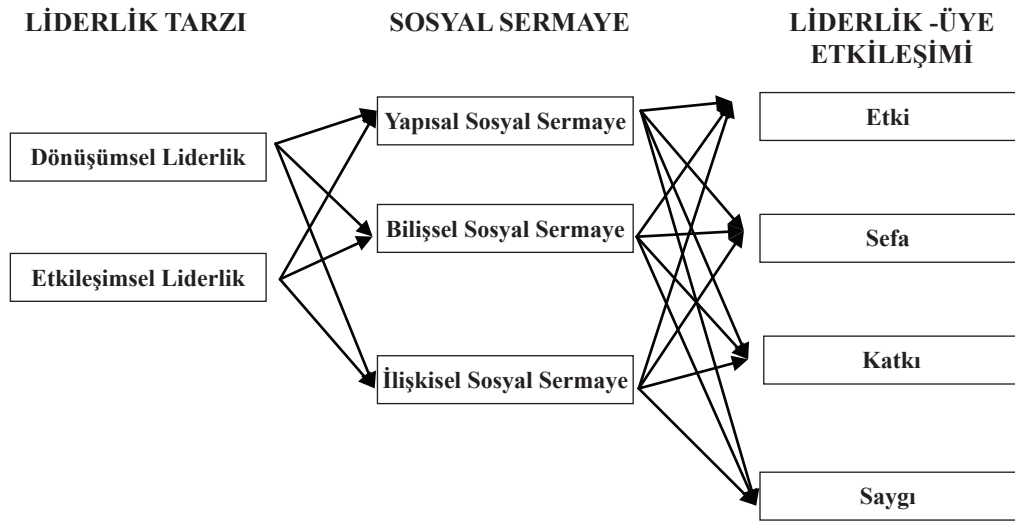 LİDERLİK TARZI
Dönüşümsel Liderlik
Etkileşimsel Liderlik
SOSYAL SERMAYE
Yapısal Sosyal Sermaye
Bilişsel Sosyal Sermaye
İlişkisel Sosyal Sermaye
LİDERLİK -ÜYE
ETKİLEŞİMİ
Etki
Sefa
Katkı
Saygı